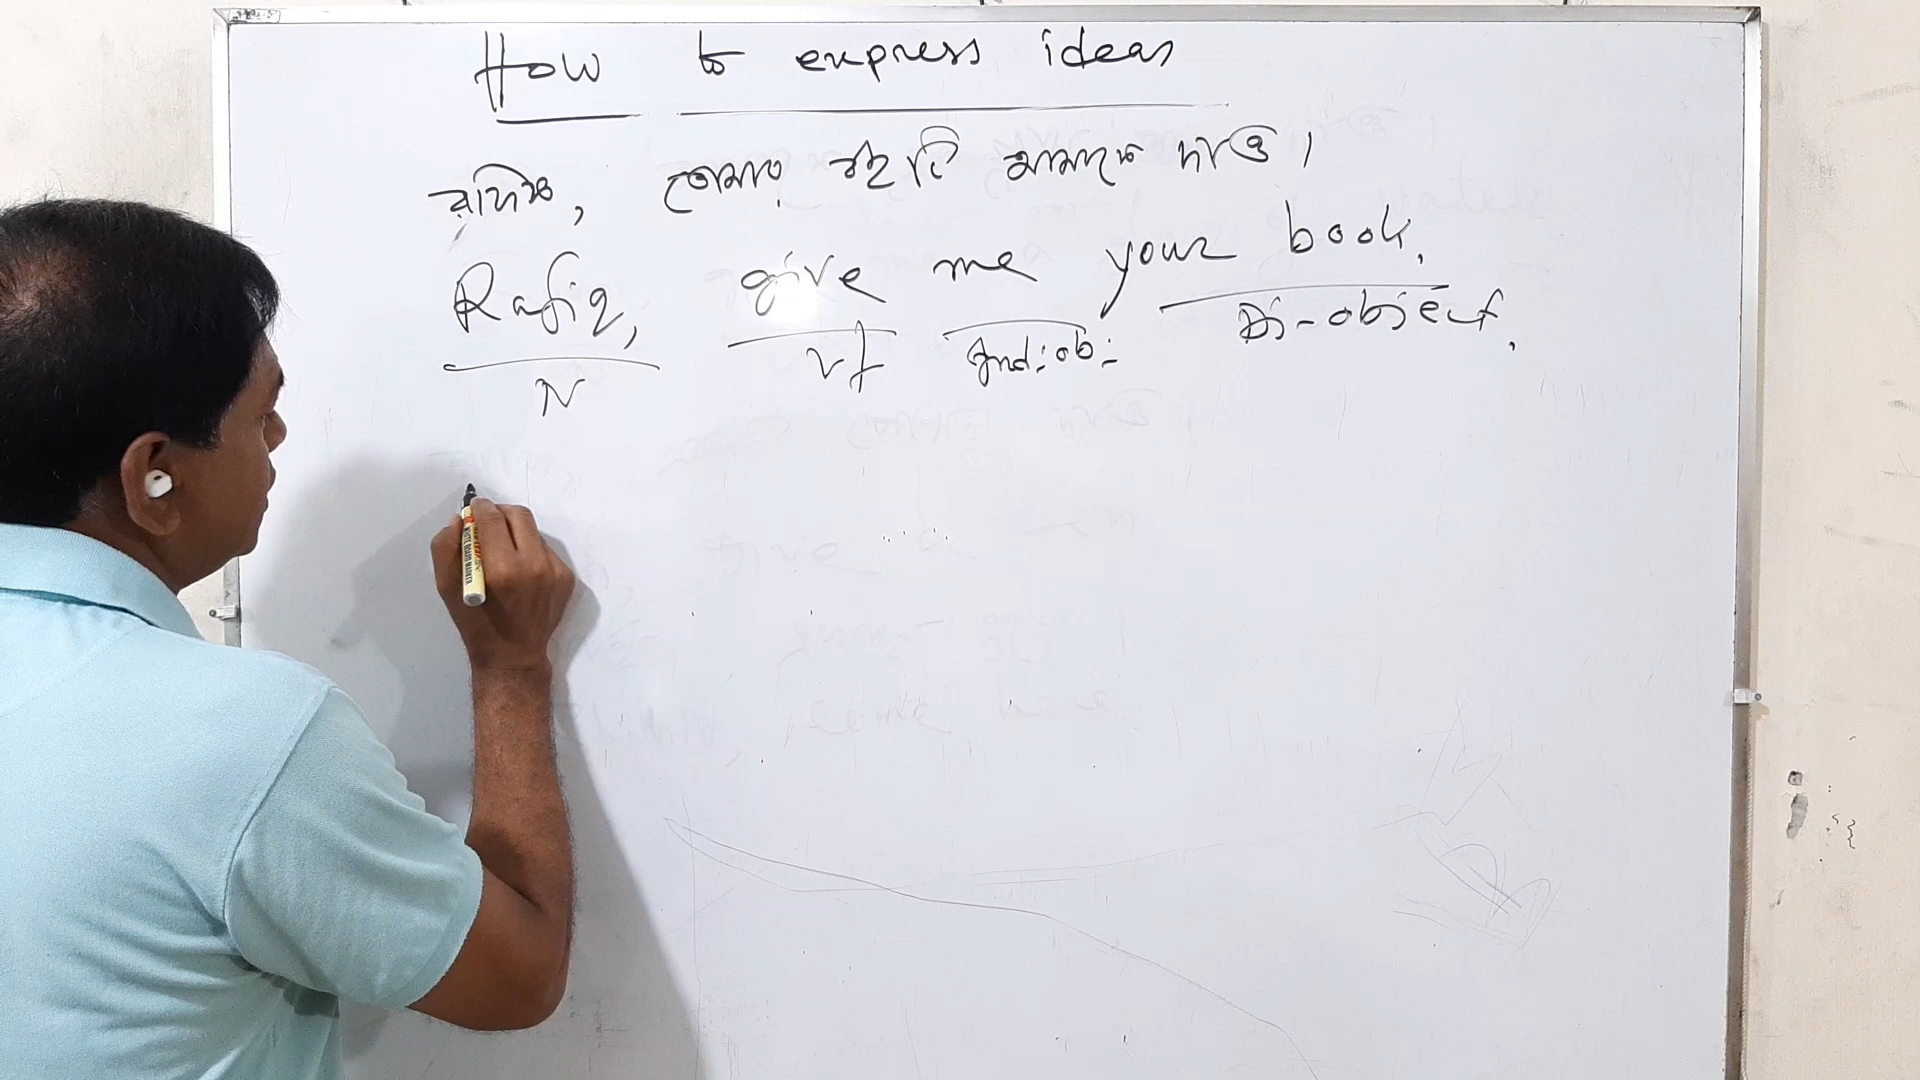 How to express ideas
রফিক, তোমার বইটি আমাকে দাও।
Rafiq, give me your book.
N vt Ind: ob: Di-object.